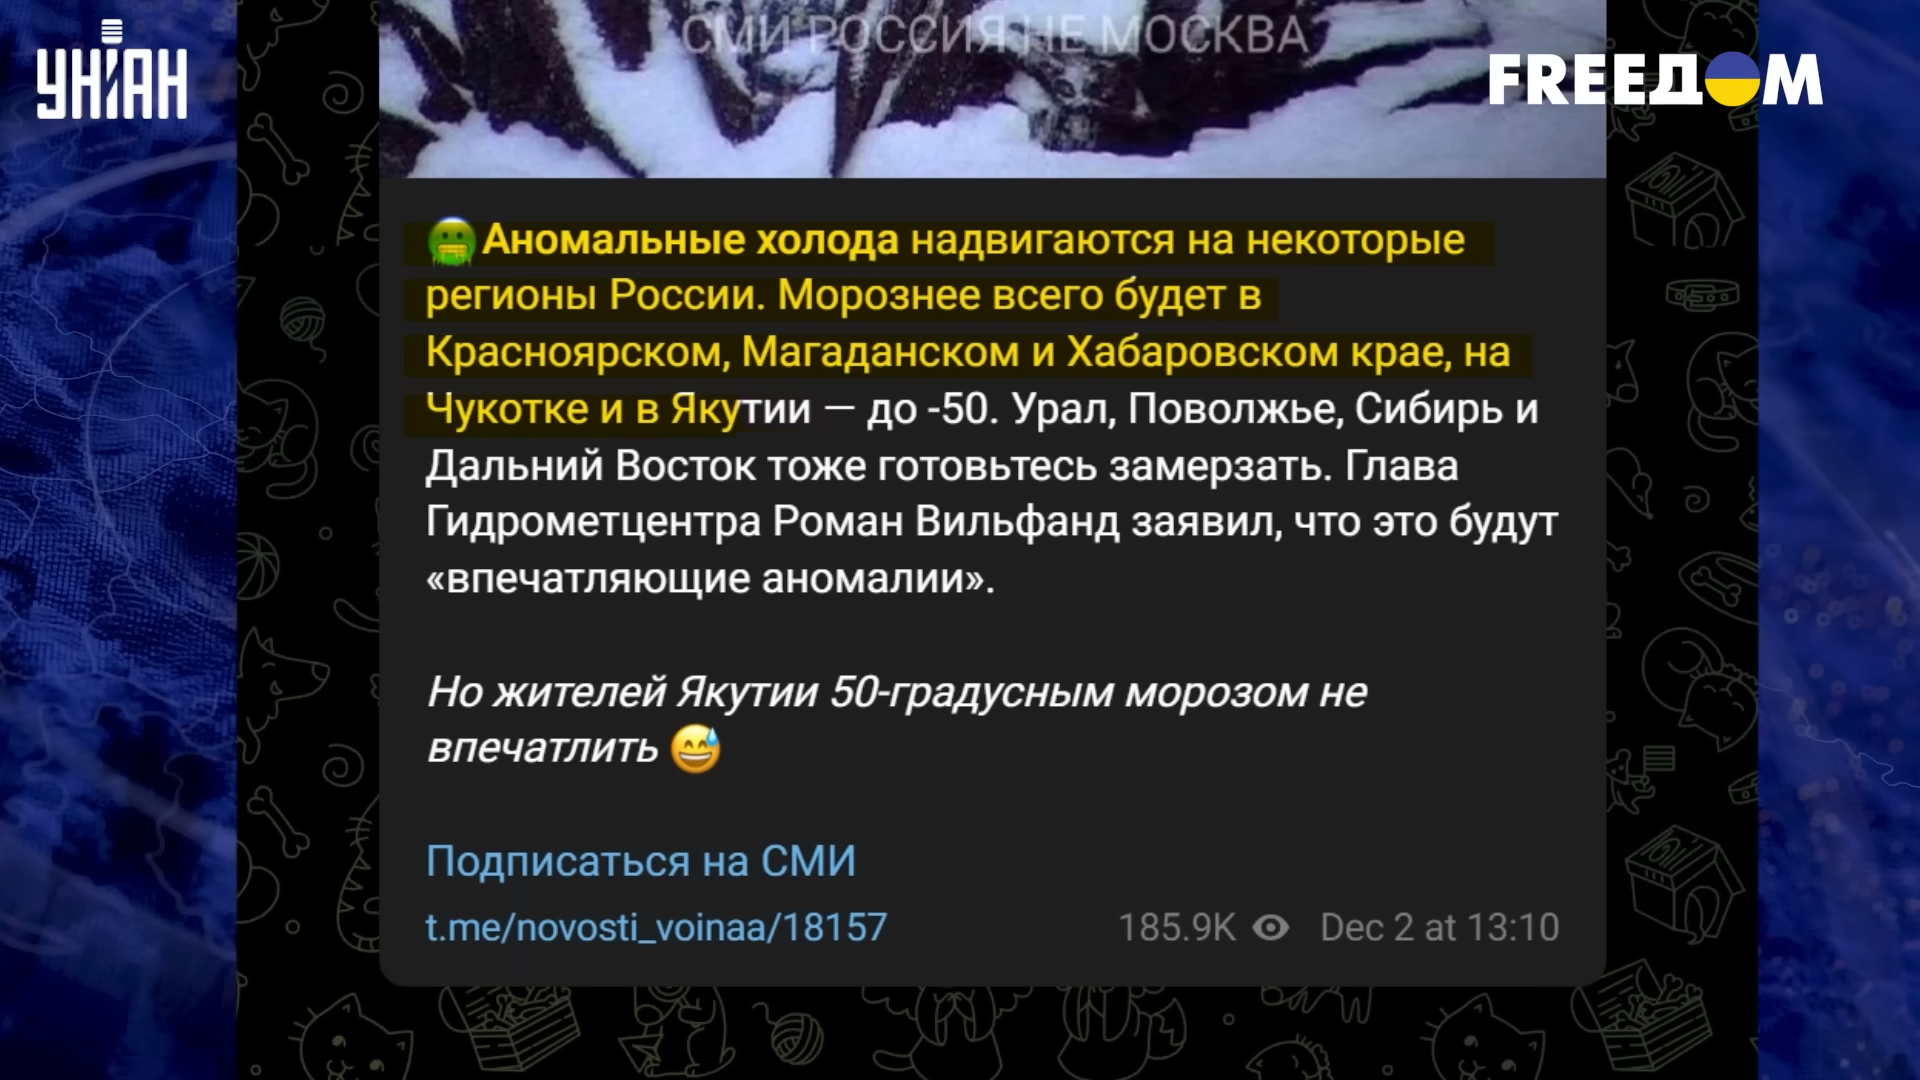 СМИ РОССИЯ НЕ МОСКВА
УНІАН
FREEДOM
Аномальные холода надвигаются на некоторые
регионы России. Морознее всего будет в
Красноярском, Магаданском и Хабаровском крае, на
Чукотке и в Якутии — до -50. Урал, Поволжье, Сибирь и
Дальний Восток тоже готовьтесь замерзать. Глава
Гидрометцентра Роман Вильфанд заявил, что это будут
«впечатляющие аномалии».
Но жителей Якутии 50-градусным морозом не
впечатлить
Подписаться на СМИ
t.me/novosti_voinaa/18157 185.9K Dec 2 at 13:10